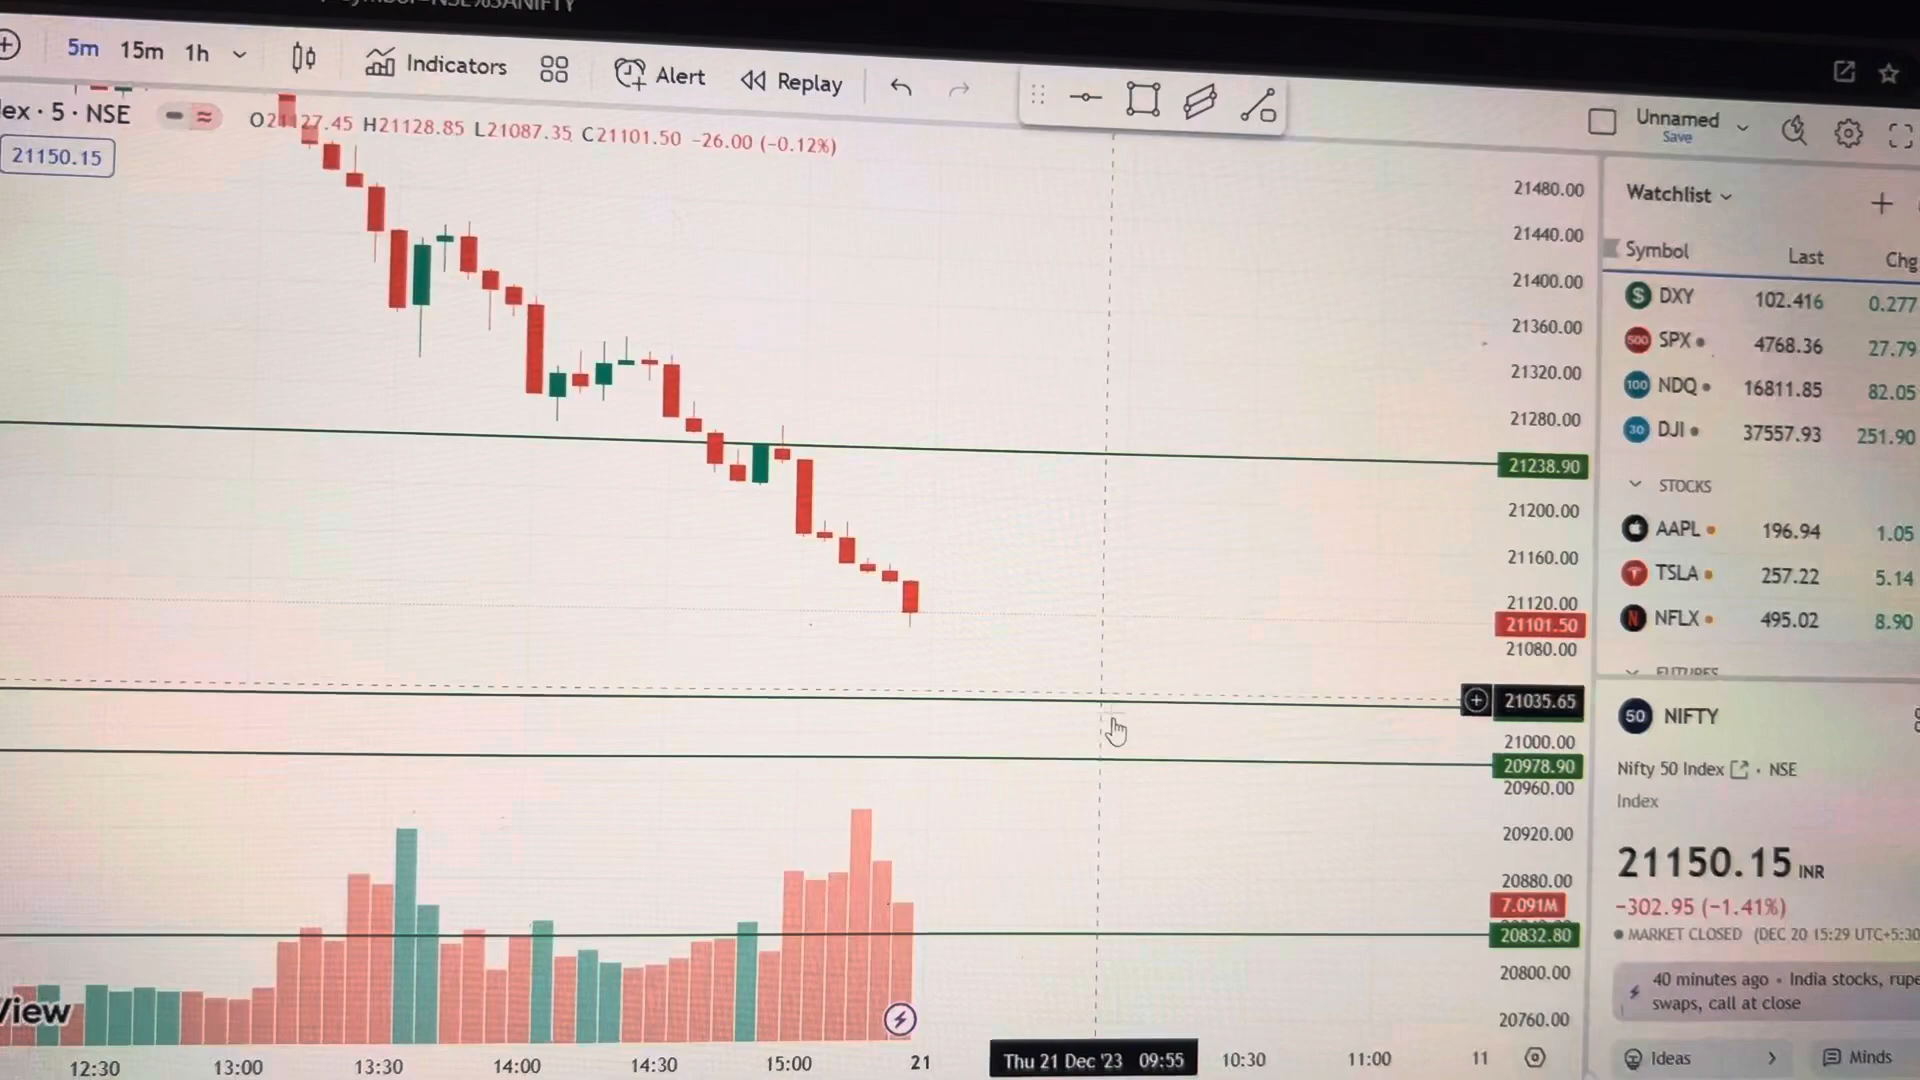 5m 15m 1h Indicators Alert Replay
ex · 5 · NSE O21127.45 H21128.85 L21087.35 C21101.50 −26.00 (−0.12%)
21150.15
Unnamed
Save
21480.00
21440.00
21400.00
21360.00
21320.00
21280.00
21238.90
21200.00
21160.00
21120.00
21101.50
21080.00
21035.65
21000.00
20978.90
20960.00
20920.00
20880.00
7.091M
20832.80
20800.00
20760.00
View
12:30 13:00 13:30 14:00 14:30 15:00 21 Thu 21 Dec '23 09:55 10:30 11:00 11
Watchlist
Symbol Last Chg
DXY 102.416 0.277
500 SPX 4768.36 27.79
100 NDQ 16811.85 82.05
30 DJI 37557.93 251.90
STOCKS
AAPL 196.94 1.05
TSLA 257.22 5.14
NFLX 495.02 8.90
FUTURES
50 NIFTY
Nifty 50 Index · NSE
Index
21150.15 INR
−302.95 (−1.41%)
MARKET CLOSED (DEC 20 15:29 UTC+5:30
40 minutes ago · India stocks, rupe
swaps, call at close
Ideas Minds